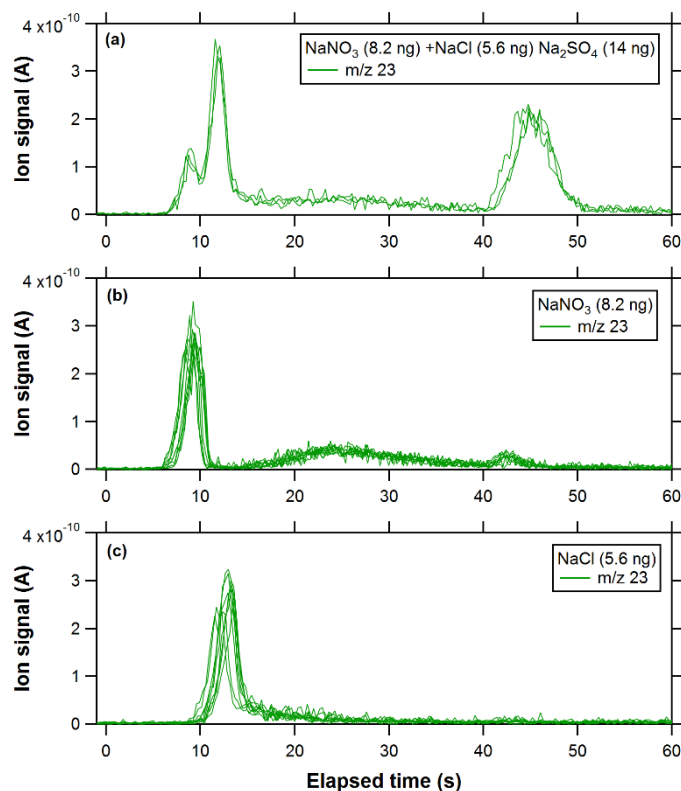 4 x10⁻¹⁰
(a)
NaNO₃ (8.2 ng) +NaCl (5.6 ng) Na₂SO₄ (14 ng)
m/z 23
3
2
1
0
Ion signal (A)
0 10 20 30 40 50 60
4 x10⁻¹⁰
(b)
NaNO₃ (8.2 ng)
m/z 23
3
2
1
0
Ion signal (A)
0 10 20 30 40 50 60
4 x10⁻¹⁰
(c)
NaCl (5.6 ng)
m/z 23
3
2
1
0
Ion signal (A)
0 10 20 30 40 50 60
Elapsed time (s)